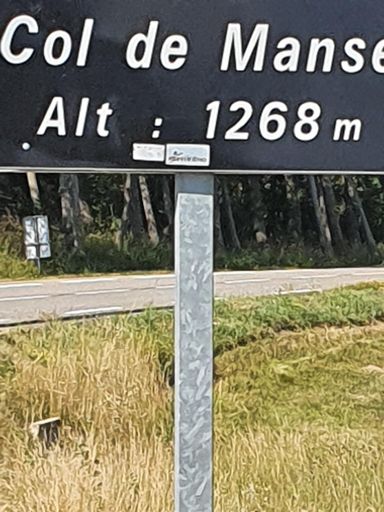 Col de Manse
Alt : 1268 m